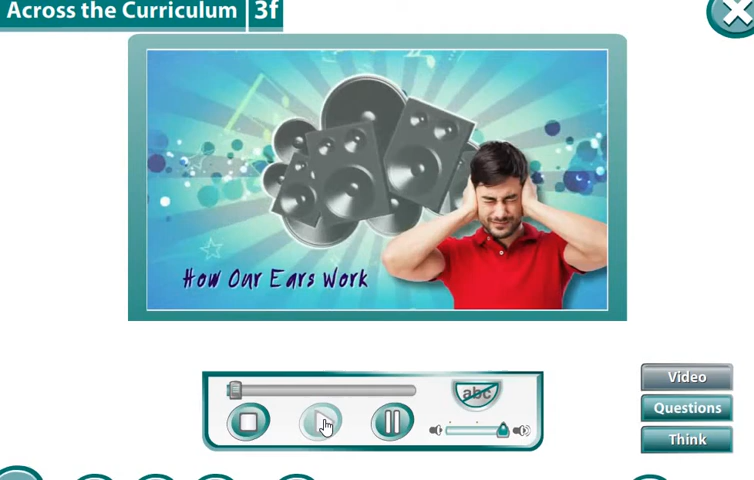 Across the Curriculum 3f
How Our Ears Work
abc
Video
Questions
Think